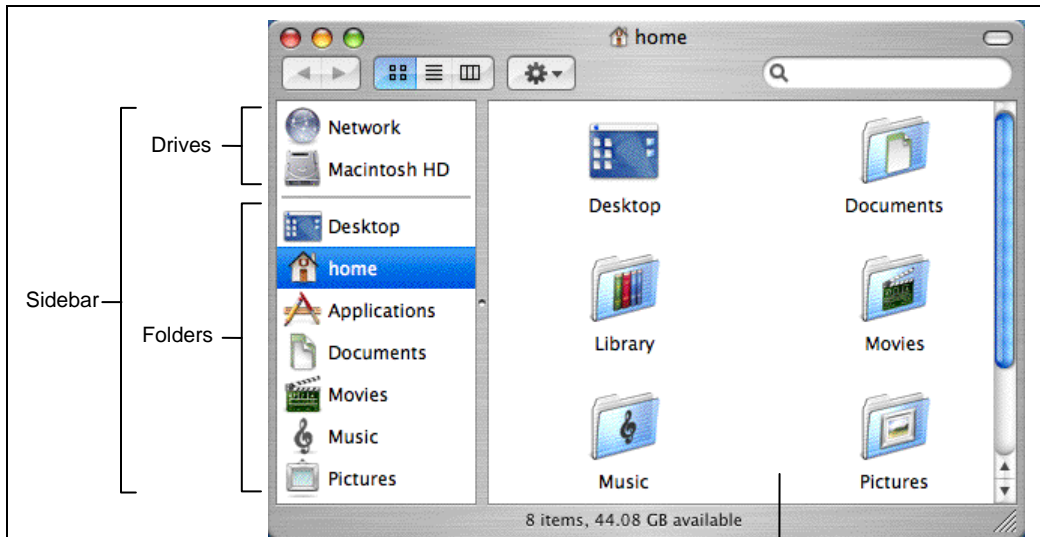 home
Drives
Network
Macintosh HD
Sidebar
Folders
Desktop
home
Applications
Documents
Movies
Music
Pictures
Desktop
Documents
Library
Movies
Music
Pictures
8 items, 44.08 GB available